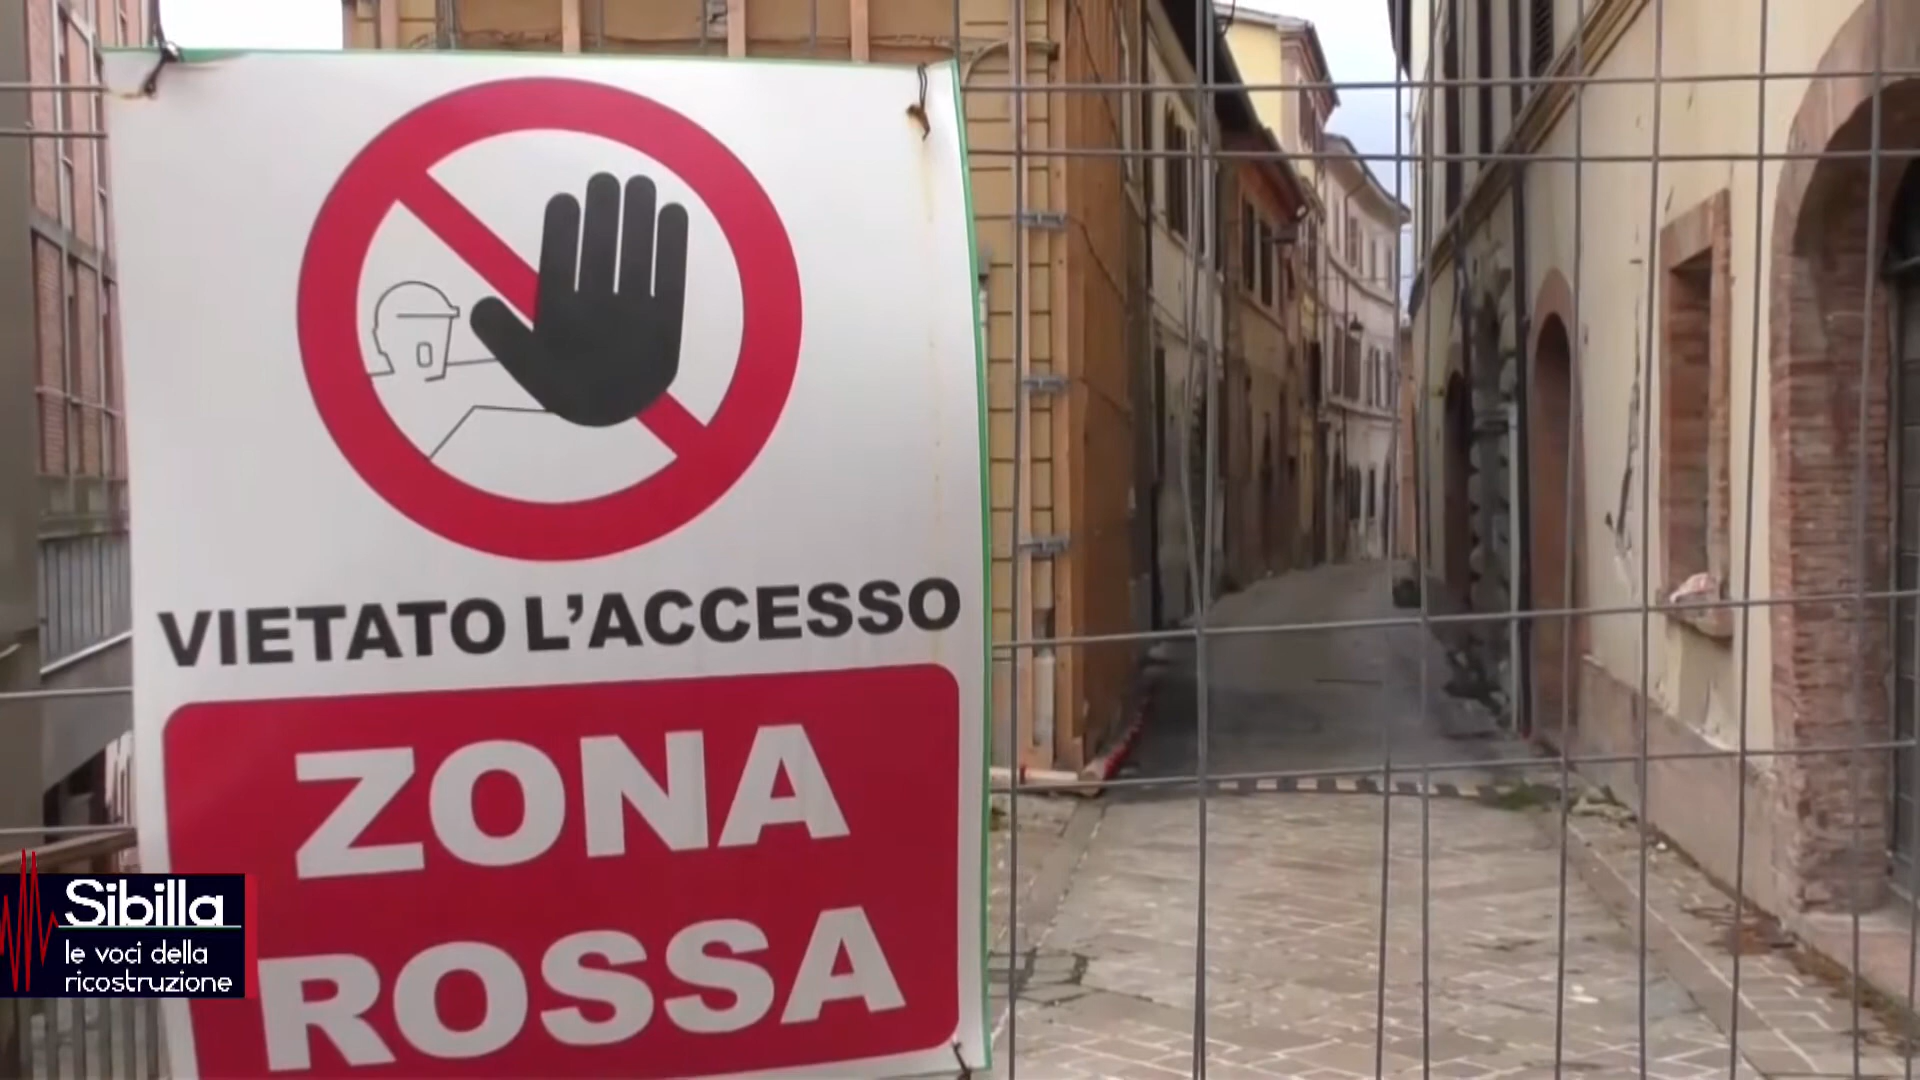 VIETATO L'ACCESSO
ZONA
ROSSA
Sibilla
le voci della
ricostruzione